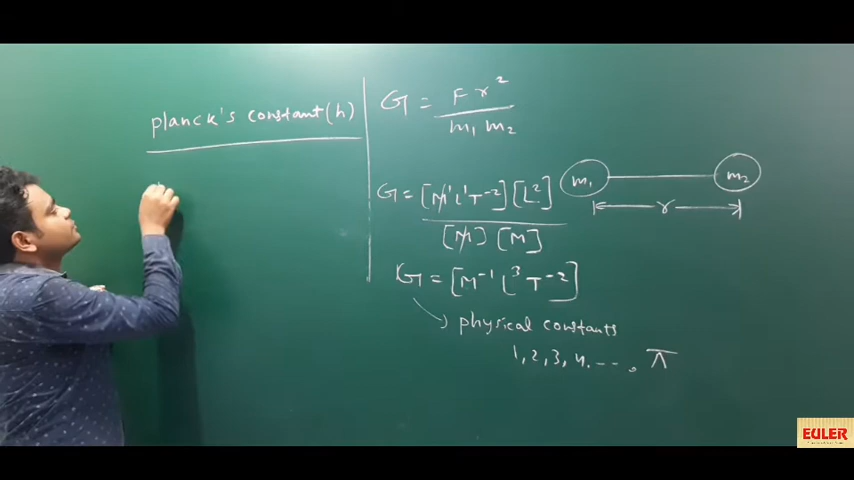 planck's constant (h)
G = F r² / m₁ m₂
m₁ m₂
r
G = [M¹L¹T⁻²] [L²] / [M] [M]
G = [M⁻¹ L³ T⁻²]
physical constants
1, 2, 3, 4, --- , π
EULER